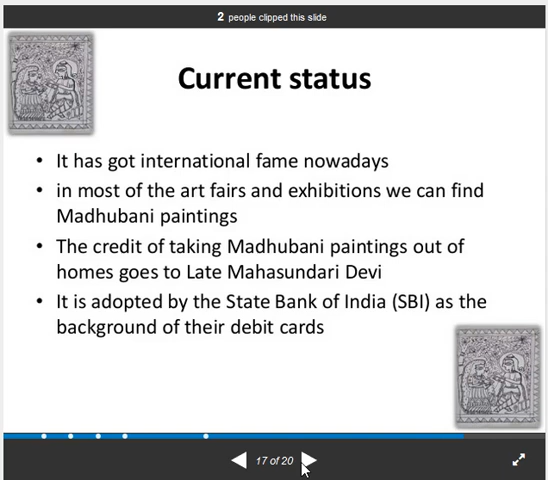 2 people clipped this slide
Current status
• It has got international fame nowadays
• in most of the art fairs and exhibitions we can find
Madhubani paintings
• The credit of taking Madhubani paintings out of
homes goes to Late Mahasundari Devi
• It is adopted by the State Bank of India (SBI) as the
background of their debit cards
17 of 20